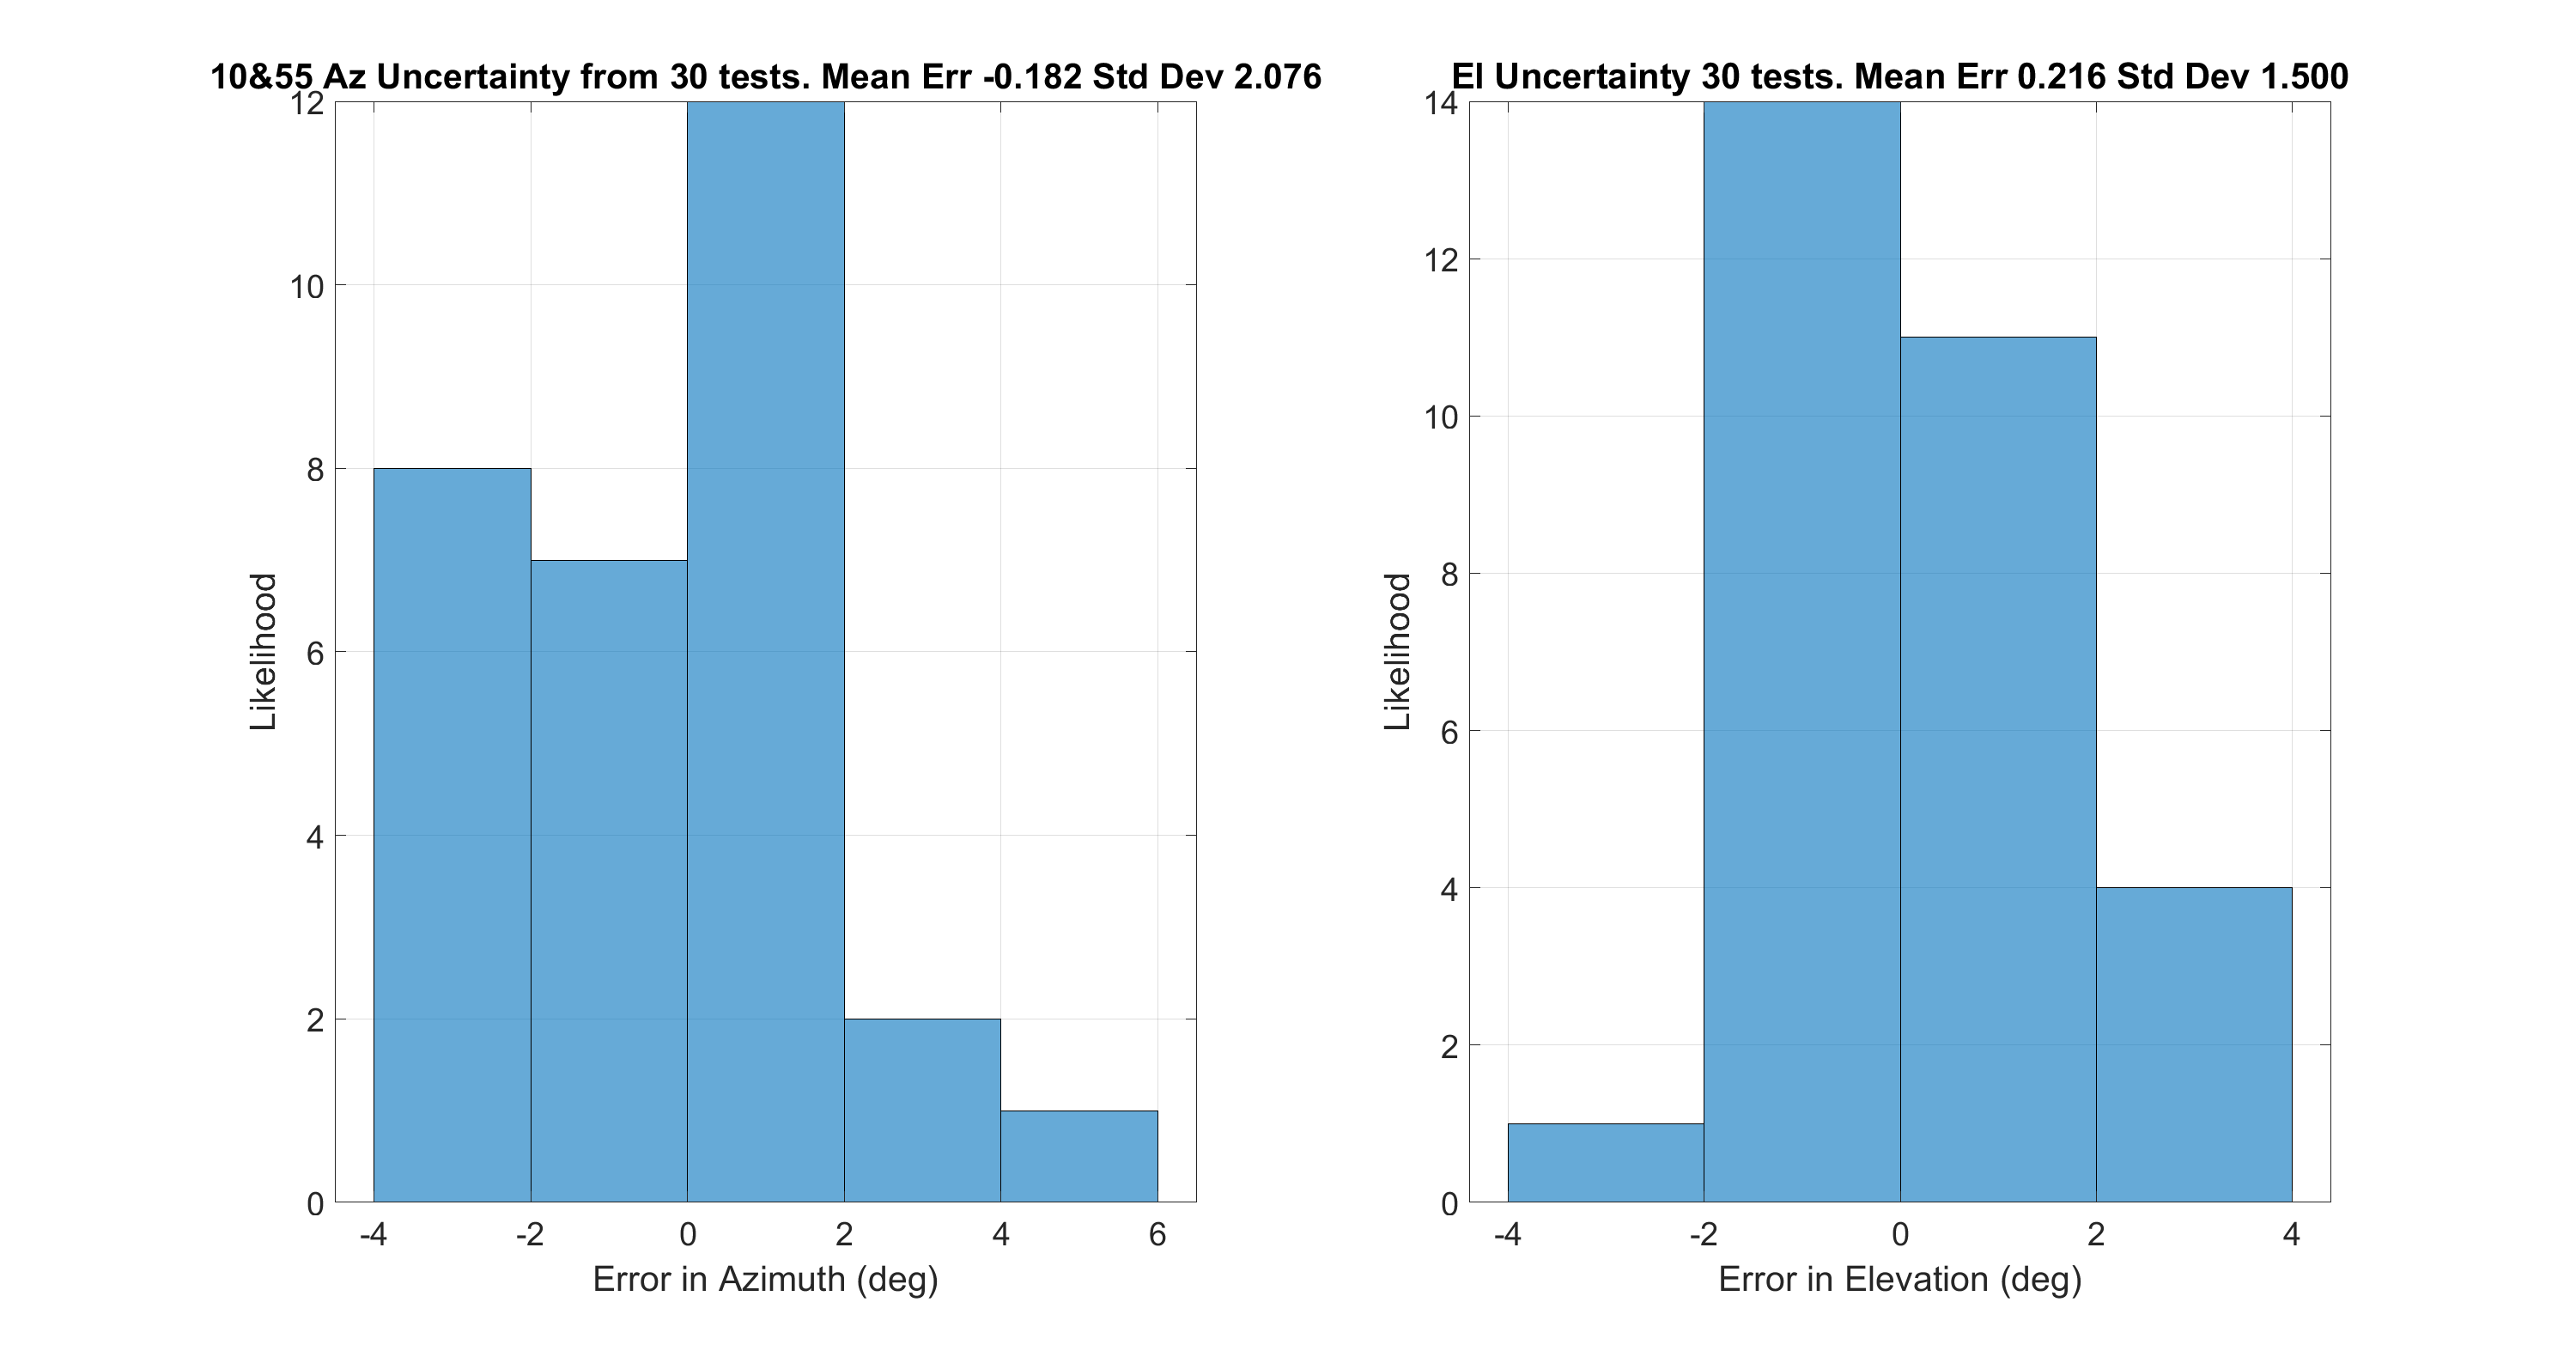 10&55 Az Uncertainty from 30 tests. Mean Err -0.182 Std Dev 2.076
12
10
8
6
4
2
0
Likelihood
-4 -2 0 2 4 6
Error in Azimuth (deg)
El Uncertainty 30 tests. Mean Err 0.216 Std Dev 1.500
14
12
10
8
6
4
2
0
Likelihood
-4 -2 0 2 4
Error in Elevation (deg)